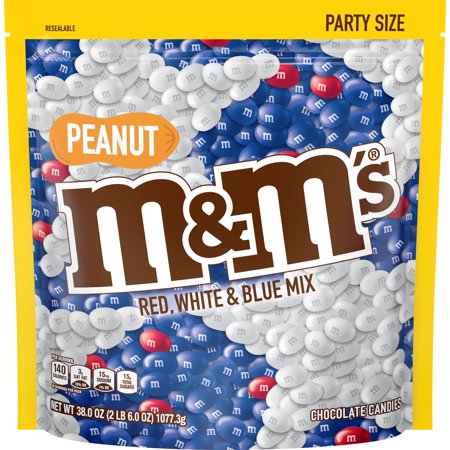 RESEALABLE
PARTY SIZE
PEANUT
m&m's®
RED, WHITE & BLUE MIX
140
CALORIES
3g
SAT FAT
15mg
SODIUM
15g
TOTAL
SUGARS
NET WT 38.0 OZ (2 LB 6.0 OZ) 1077.3g
CHOCOLATE CANDIES